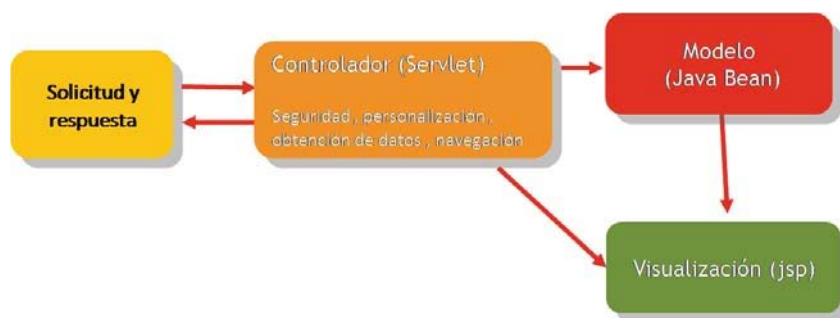 Solicitud y
respuesta
Controlador (Servlet)
Seguridad, personalización,
obtención de datos , navegación
Modelo
(Java Bean)
Visualización (jsp)